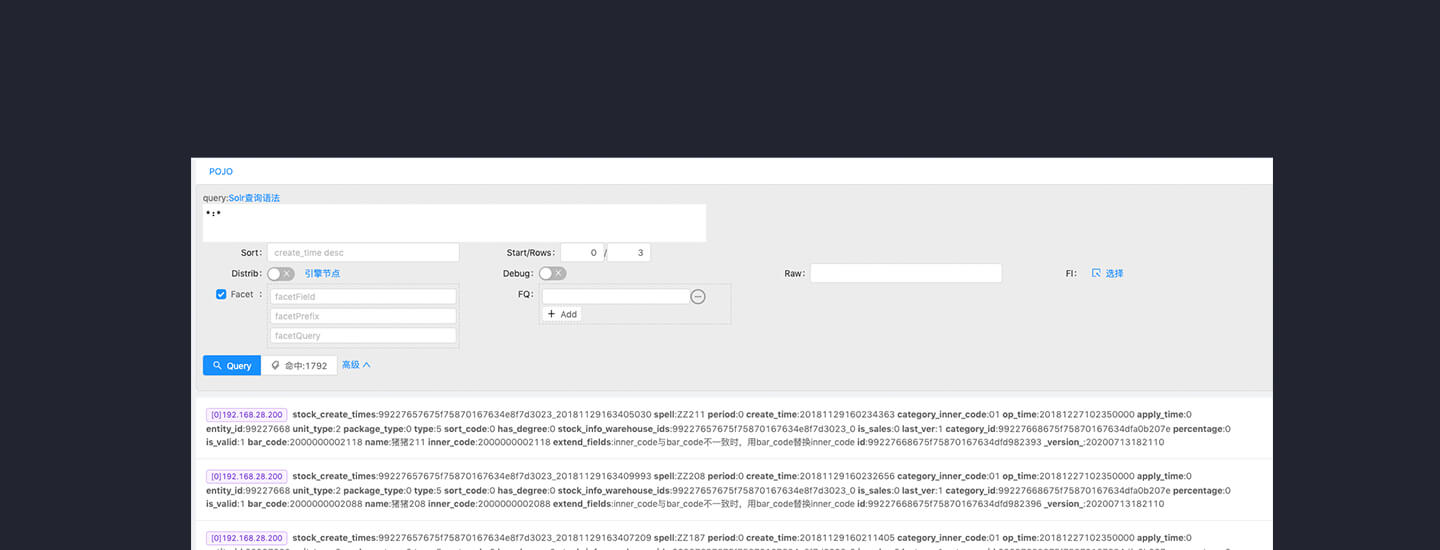 POJO
query:Solr查询语法
*:*
Sort: create_time desc Start/Rows: 0 / 3
Distrib: 引擎节点 Debug: Raw: Fl: 选择
Facet : facetField FQ:
facetPrefix + Add
facetQuery
Query 命中:1792 高级
[0]192.168.28.200 stock_create_times:99227657675f75870167634e8f7d3023_20181129163405030 spell:ZZ211 period:0 create_time:20181129160234363 category_inner_code:01 op_time:20181227102350000 apply_time:0
entity_id:99227668 unit_type:2 package_type:0 type:5 sort_code:0 has_degree:0 stock_info_warehouse_ids:99227657675f75870167634e8f7d3023_0 is_sales:0 last_ver:1 category_id:99227668675f75870167634dfa0b207e percentage:0
is_valid:1 bar_code:2000000002118 name:猪猪211 inner_code:2000000002118 extend_fields:inner_code与bar_code不一致时，用bar_code替换inner_code id:99227668675f75870167634dfd982393 _version_:20200713182110
[0]192.168.28.200 stock_create_times:99227657675f75870167634e8f7d3023_20181129163409993 spell:ZZ208 period:0 create_time:20181129160232656 category_inner_code:01 op_time:20181227102350000 apply_time:0
entity_id:99227668 unit_type:2 package_type:0 type:5 sort_code:0 has_degree:0 stock_info_warehouse_ids:99227657675f75870167634e8f7d3023_0 is_sales:0 last_ver:1 category_id:99227668675f75870167634dfa0b207e percentage:0
is_valid:1 bar_code:2000000002088 name:猪猪208 inner_code:2000000002088 extend_fields:inner_code与bar_code不一致时，用bar_code替换inner_code id:99227668675f75870167634dfd982396 _version_:20200713182110
[0]192.168.28.200 stock_create_times:99227657675f75870167634e8f7d3023_20181129163407209 spell:ZZ187 period:0 create_time:20181129160211405 category_inner_code:01 op_time:20181227102350000 apply_time:0